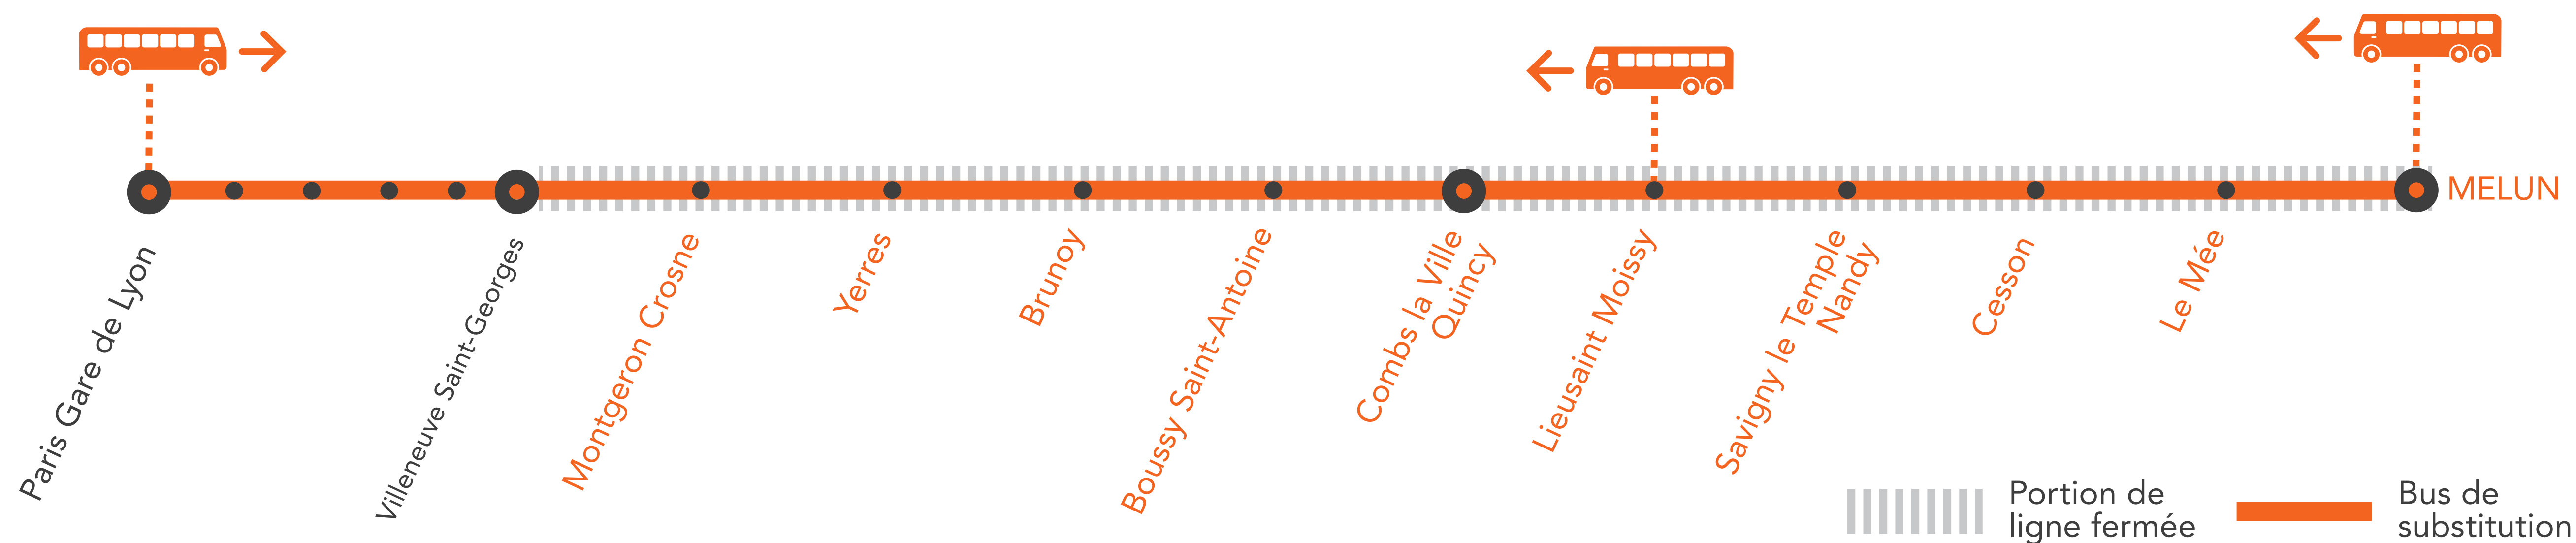 Paris Gare de Lyon
Villeneuve Saint-Georges
Montgeron Crosne
Yerres
Brunoy
Boussy Saint-Antoine
Combs la Ville
Quincy
Lieusaint Moissy
Savigny le Temple
Nandy
Cesson
Le Mée
MELUN
Portion de
ligne fermée
Bus de
substitution